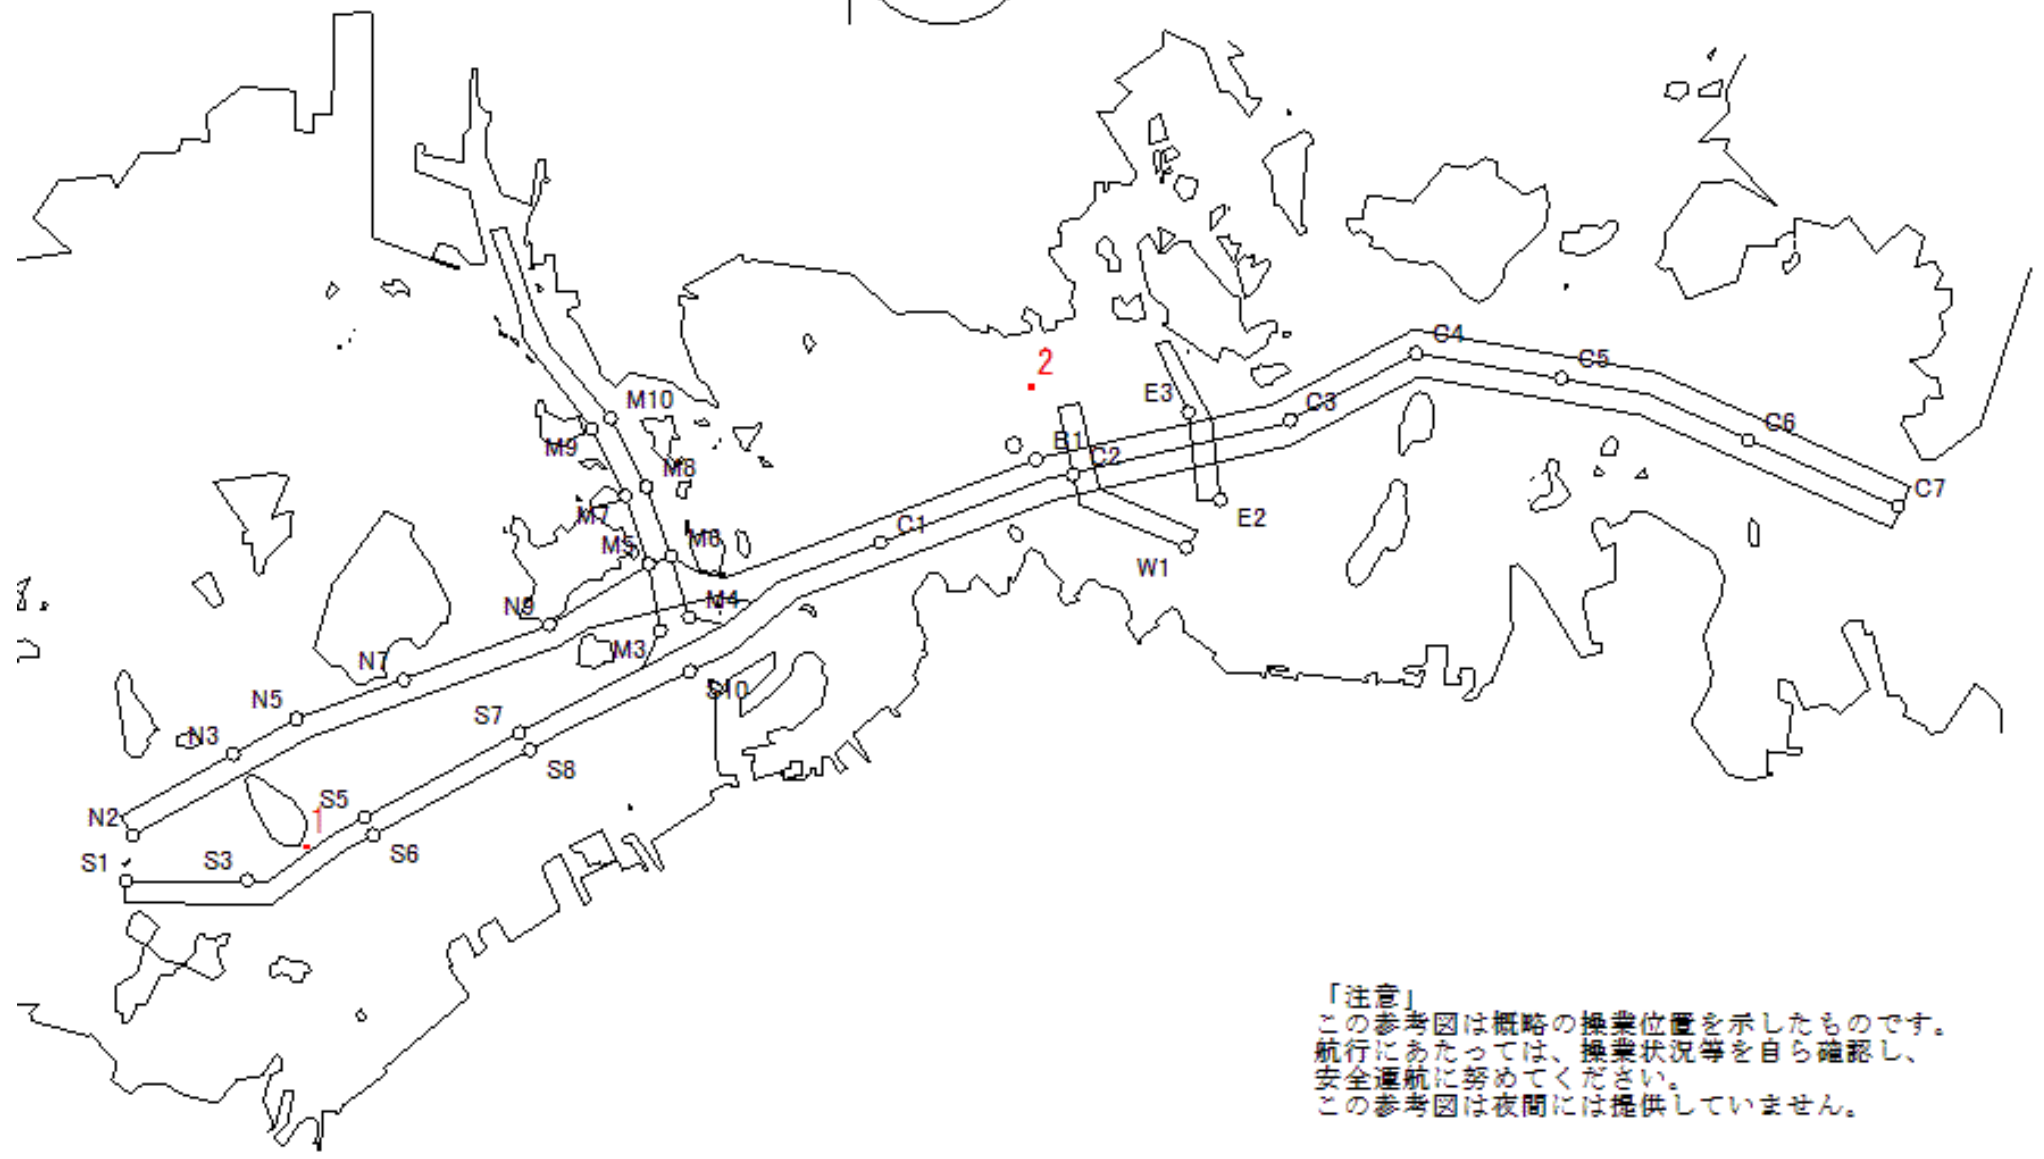 C4
2
C5
E3
M10
C3
C6
M9
B1
C2
M8
C7
M7
E2
C1
M5
M6
W1
N9
M4
M3
N7
S10
N5
S7
N3
S8
S5
1
N2
S6
S1
S3
「注意」
この参考図は概略の操業位置を示したものです。
航行にあたっては、操業状況等を自ら確認し、
安全運航に努めてください。
この参考図は夜間には提供していません。